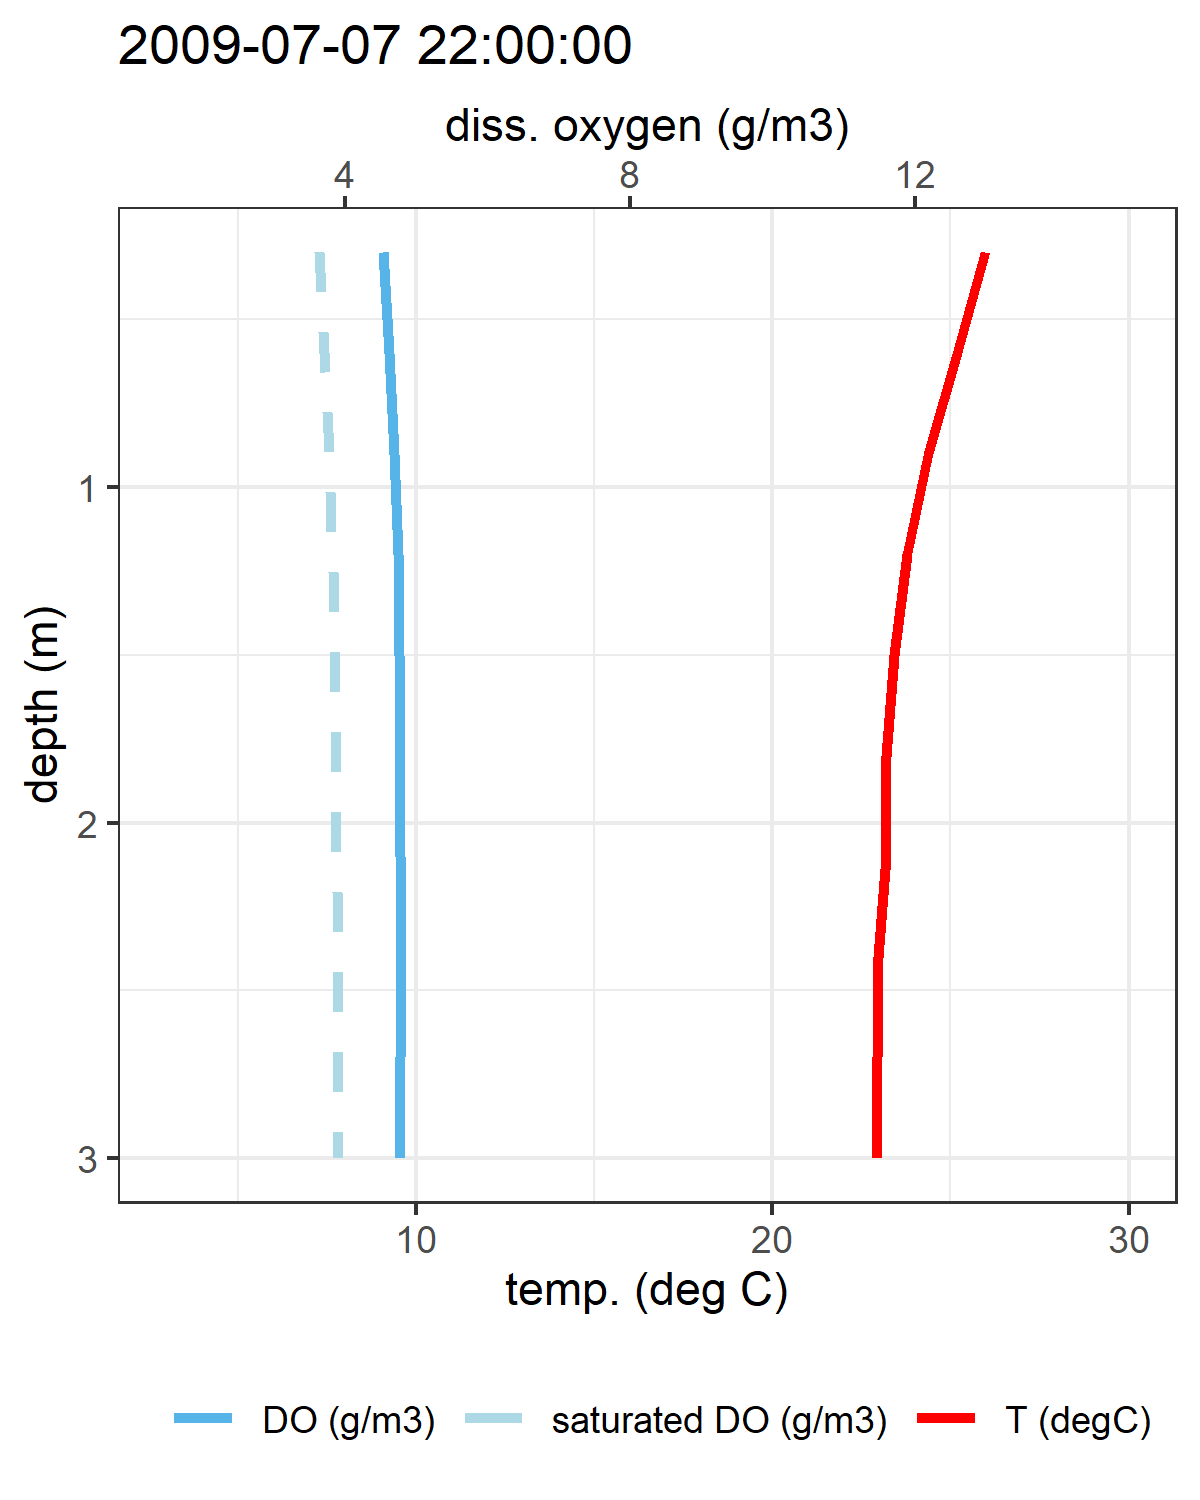 2009-07-07 22:00:00
diss. oxygen (g/m3)
4 8 12
1
2
3
depth (m)
10 20 30
temp. (deg C)
DO (g/m3) saturated DO (g/m3) T (degC)